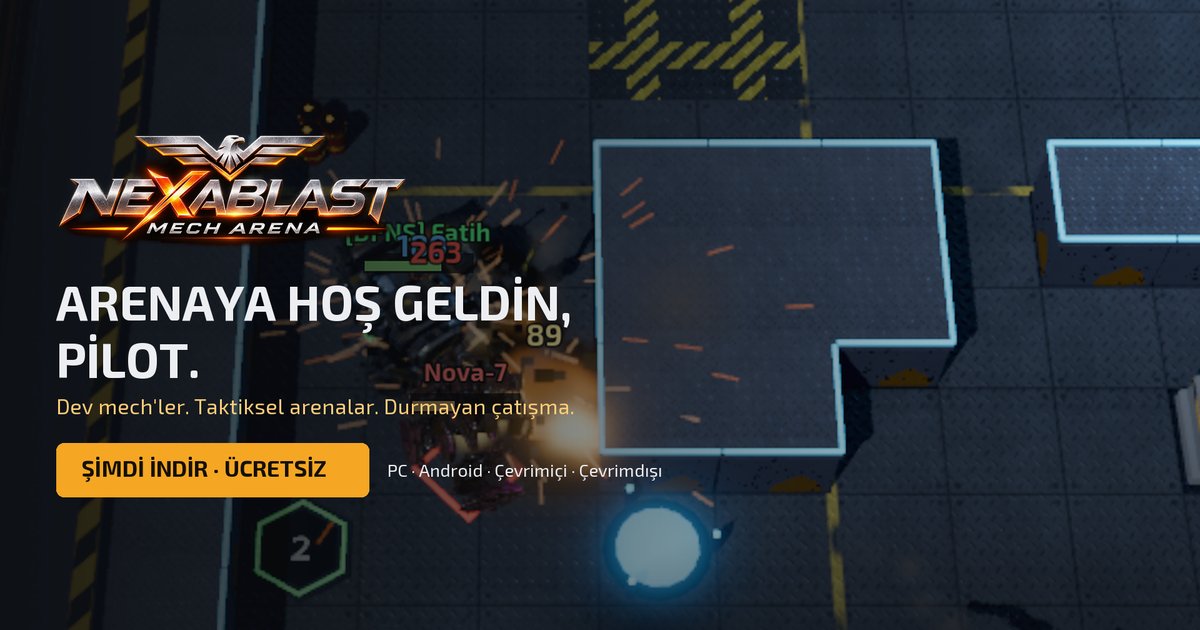 NEXABLAST
MECH ARENA
Fatih
263
ARENAYA HOŞ GELDİN,
PİLOT.
89
Nova-7
Dev mech'ler. Taktiksel arenalar. Durmayan çatışma.
ŞİMDİ İNDİR · ÜCRETSİZ
PC · Android · Çevrimiçi · Çevrimdışı
2